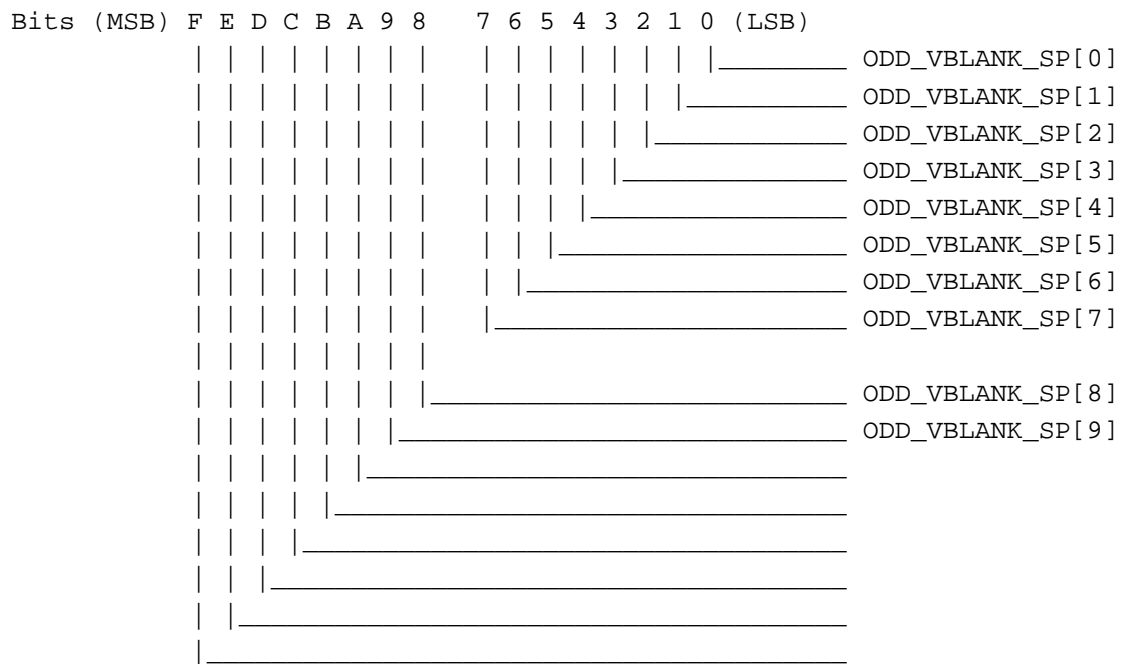 Bits (MSB) F E D C B A 9 8 7 6 5 4 3 2 1 0 (LSB)
ODD_VBLANK_SP[0]
ODD_VBLANK_SP[1]
ODD_VBLANK_SP[2]
ODD_VBLANK_SP[3]
ODD_VBLANK_SP[4]
ODD_VBLANK_SP[5]
ODD_VBLANK_SP[6]
ODD_VBLANK_SP[7]
ODD_VBLANK_SP[8]
ODD_VBLANK_SP[9]